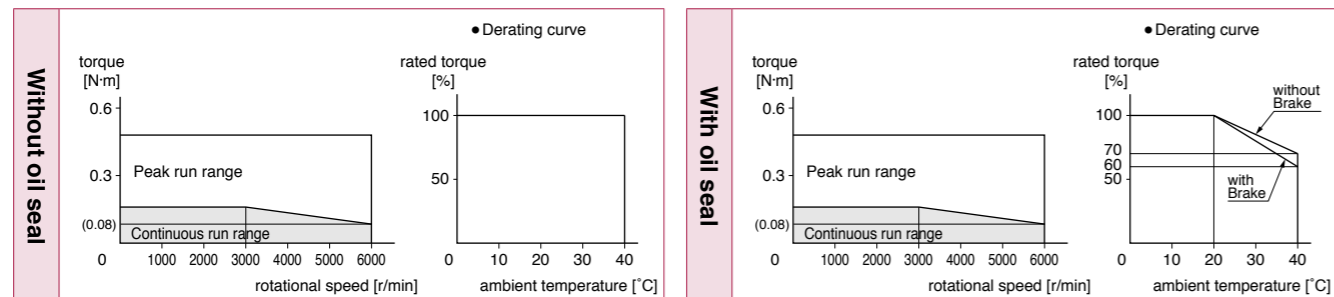 Without oil seal
● Derating curve
torque
[N·m]
0.6
0.3
(0.08)
0
Peak run range
Continuous run range
1000 2000 3000 4000 5000 6000
rotational speed [r/min]
rated torque
[%]
100
50
0 10 20 30 40
ambient temperature [˚C]
With oil seal
● Derating curve
torque
[N·m]
0.6
0.3
(0.08)
0
Peak run range
Continuous run range
1000 2000 3000 4000 5000 6000
rotational speed [r/min]
rated torque
[%]
100
70
60
50
without
Brake
with
Brake
0 10 20 30 40
ambient temperature [˚C]